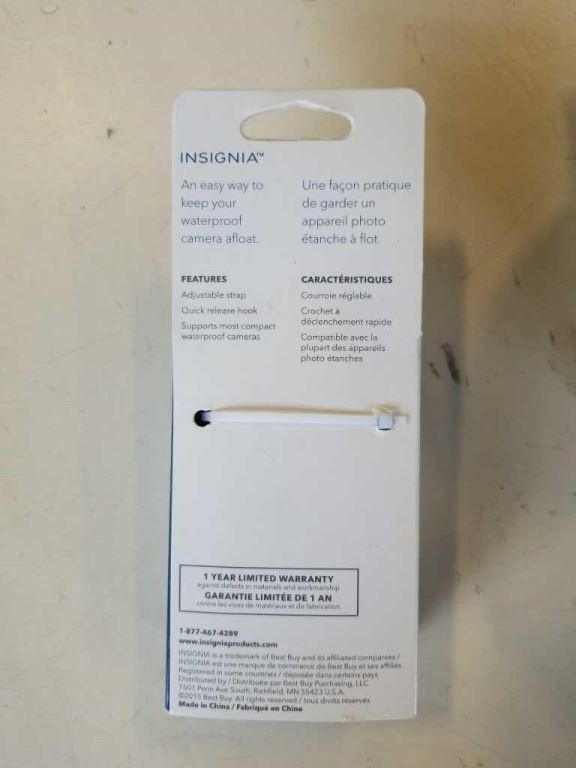 INSIGNIA™
An easy way to
keep your
waterproof
camera afloat.
Une façon pratique
de garder un
appareil photo
étanche à flot.
FEATURES
Adjustable strap
Quick release hook
Supports most compact
waterproof cameras
CARACTÉRISTIQUES
Courroie réglable
Crochet à
déclenchement rapide
Compatible avec la
plupart des appareils
photo étanches
1 YEAR LIMITED WARRANTY
against defects in materials and workmanship
GARANTIE LIMITÉE DE 1 AN
contre les vices de matériaux et de fabrication
1-877-467-4289
www.insigniaproducts.com
INSIGNIA is a trademark of Best Buy and its affiliated companies /
INSIGNIA est une marque de commerce de Best Buy et ses affiliés
Registered in some countries / déposée dans certains pays
Distributed by / Distribuée par Best Buy Purchasing, LLC
7601 Penn Ave South, Richfield, MN 55423 U.S.A.
©2015 Best Buy. All rights reserved / tous droits réservés
Made in China / Fabriqué en Chine